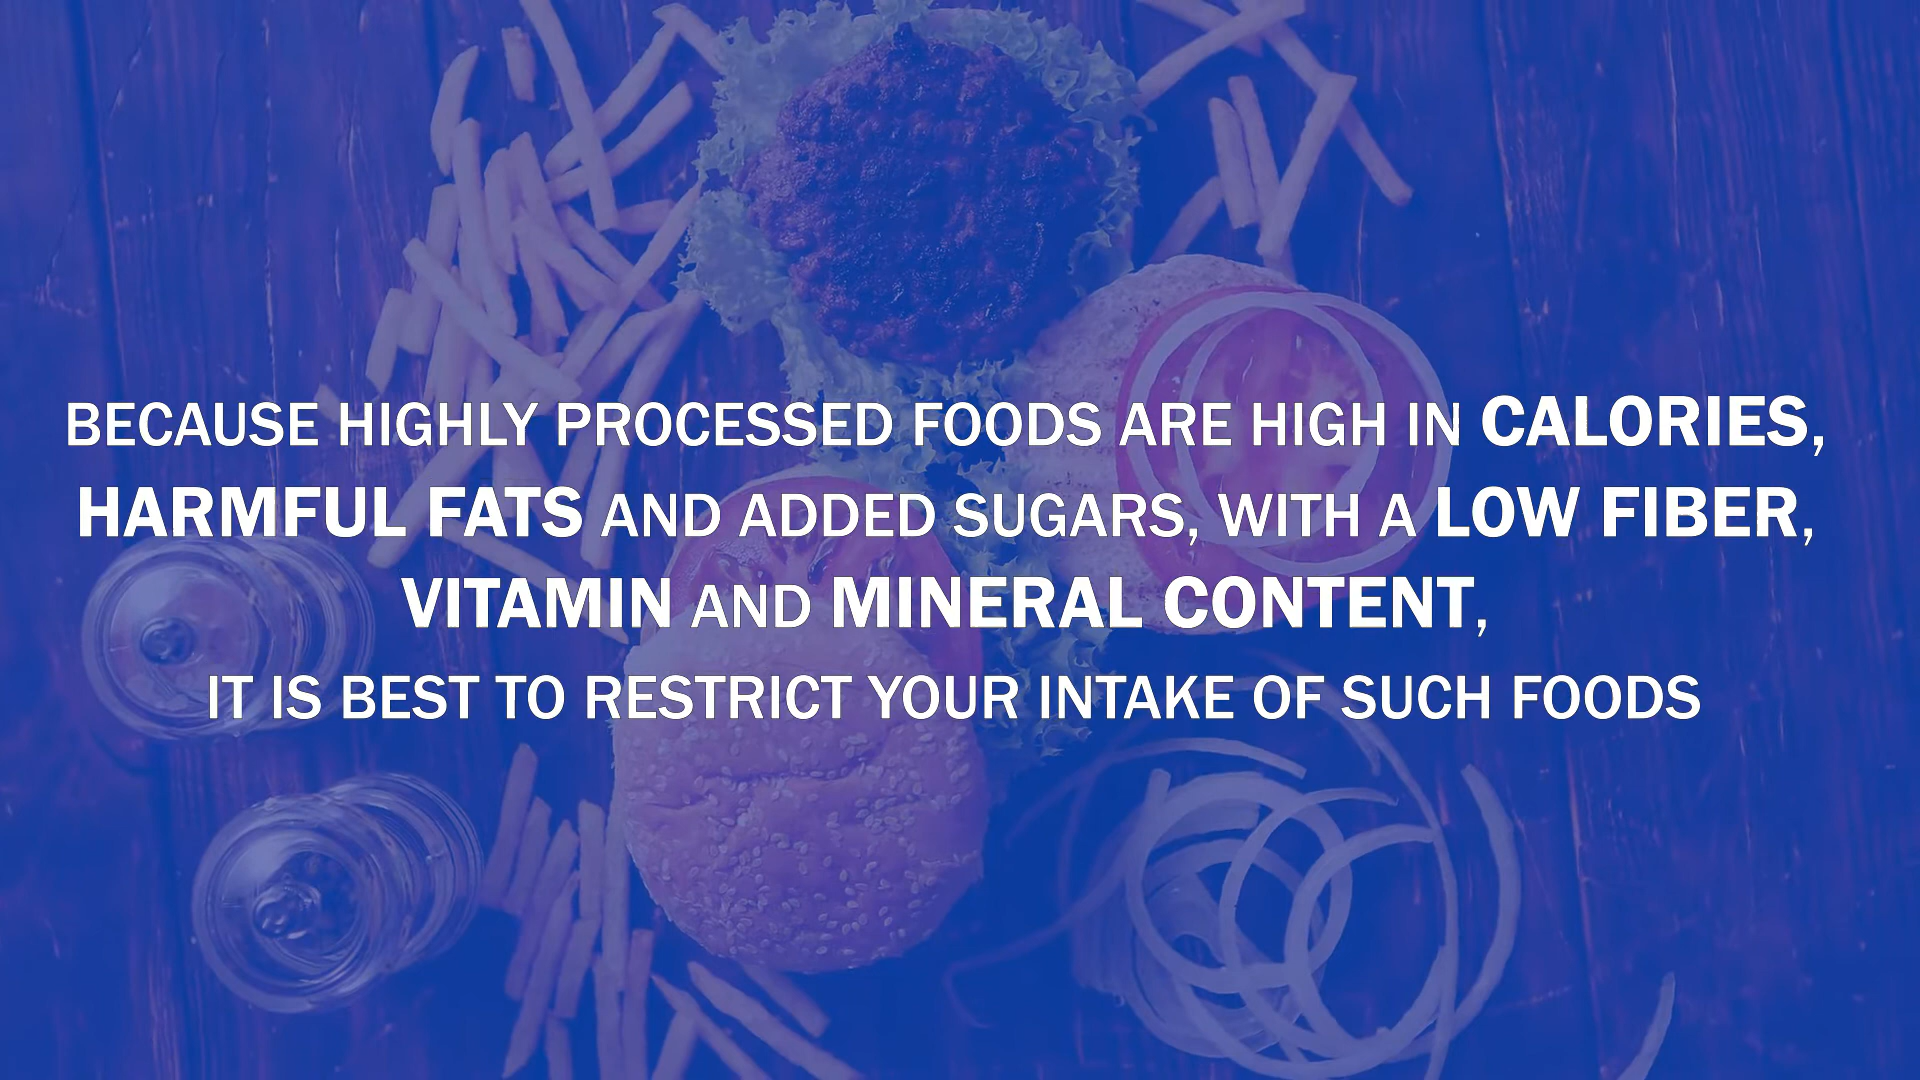 BECAUSE HIGHLY PROCESSED FOODS ARE HIGH IN CALORIES,
HARMFUL FATS AND ADDED SUGARS, WITH A LOW FIBER,
VITAMIN AND MINERAL CONTENT,
IT IS BEST TO RESTRICT YOUR INTAKE OF SUCH FOODS